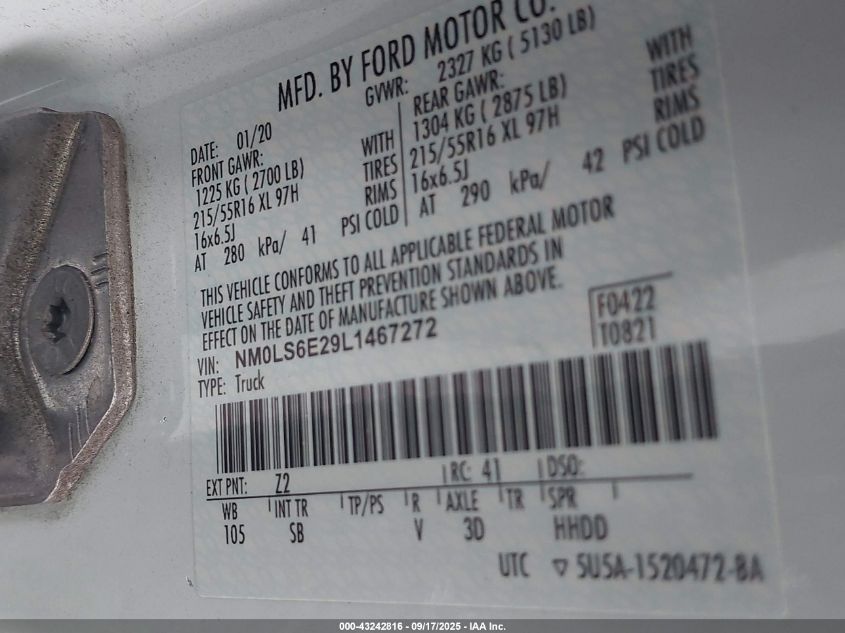 MFD. BY FORD MOTOR CO.
DATE: 01/20
GVWR: 2327 KG ( 5130 LB)
FRONT GAWR:
1225 KG ( 2700 LB) WITH
215/55R16 XL 97H TIRES
16x6.5J RIMS
AT 280 kPa/ 41 PSI COLD
REAR GAWR:
1304 KG ( 2875 LB) WITH
215/55R16 XL 97H TIRES
16x6.5J RIMS
AT 290 kPa/ 42 PSI COLD
THIS VEHICLE CONFORMS TO ALL APPLICABLE FEDERAL MOTOR
VEHICLE SAFETY AND THEFT PREVENTION STANDARDS IN
EFFECT ON THE DATE OF MANUFACTURE SHOWN ABOVE.
VIN: NM0LS6E29L1467272
TYPE: Truck
F0422
T0821
EXT PNT: Z2 RC: 41 DSO:
WB INT TR TP/PS R AXLE TR SPR
105 SB V 3D HHDD
UTC ▽ SU5A-1520472-BA
000-43242816 - 09/17/2025 - IAA Inc.